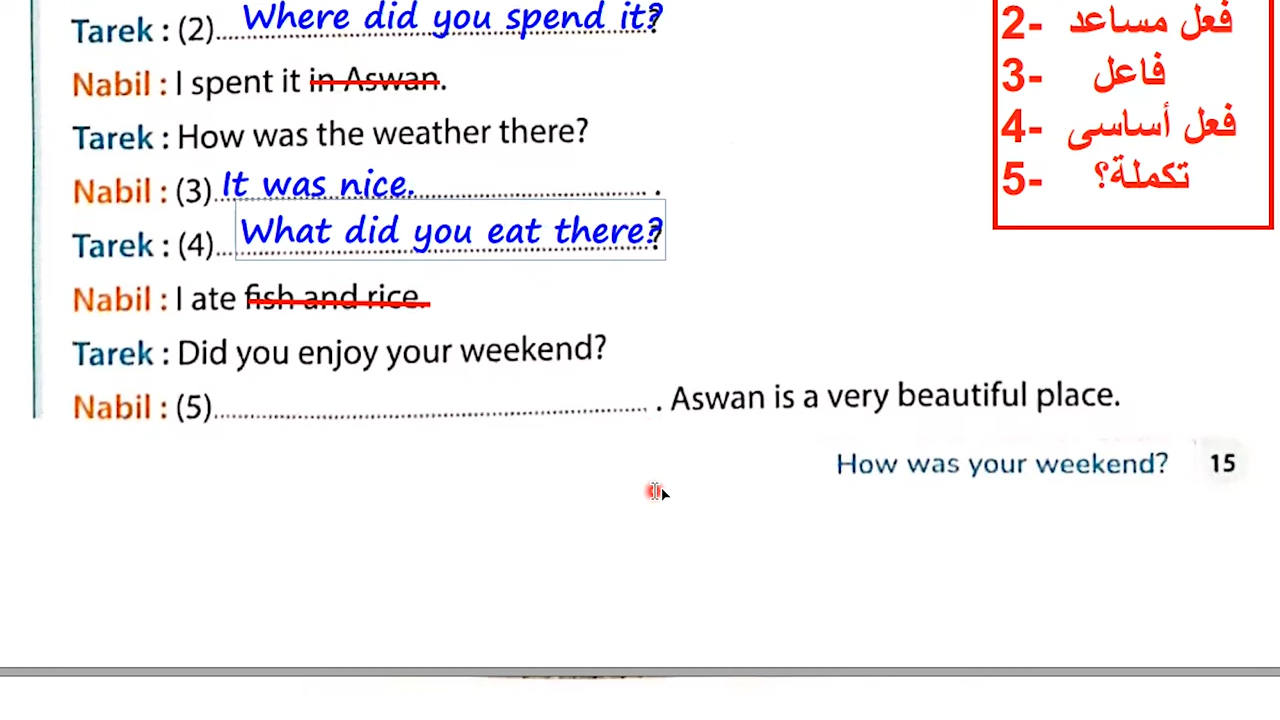 Tarek : (2)............ Where did you spend it?
Nabil : I spent it in Aswan.
Tarek : How was the weather there?
Nabil : (3) It was nice. ............ .
Tarek : (4)... What did you eat there?
Nabil : I ate fish and rice.
Tarek : Did you enjoy your weekend?
Nabil : (5)............ . Aswan is a very beautiful place.
How was your weekend? 15
2- فعل مساعد
3- فاعل
4- فعل أساسى
5- تكملة؟